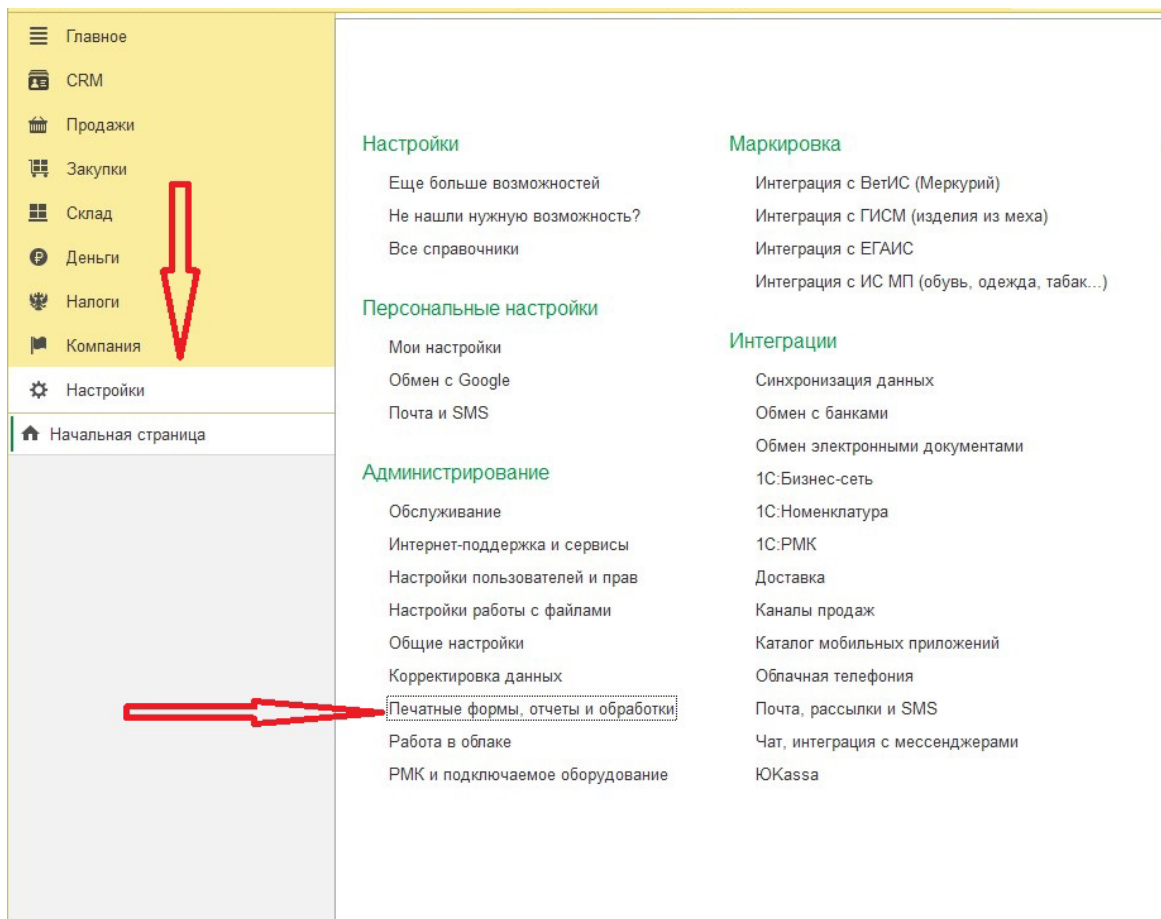 Главное
CRM
Продажи
Закупки
Склад
Деньги
Налоги
Компания
Настройки
Начальная страница
Настройки
Еще больше возможностей
Не нашли нужную возможность?
Все справочники
Персональные настройки
Мои настройки
Обмен с Google
Почта и SMS
Администрирование
Обслуживание
Интернет-поддержка и сервисы
Настройки пользователей и прав
Настройки работы с файлами
Общие настройки
Корректировка данных
Печатные формы, отчеты и обработки
Работа в облаке
РМК и подключаемое оборудование
Маркировка
Интеграция с ВетИС (Меркурий)
Интеграция с ГИСМ (изделия из меха)
Интеграция с ЕГАИС
Интеграция с ИС МП (обувь, одежда, табак...)
Интеграции
Синхронизация данных
Обмен с банками
Обмен электронными документами
1С:Бизнес-сеть
1С:Номенклатура
1С:РМК
Доставка
Каналы продаж
Каталог мобильных приложений
Облачная телефония
Почта, рассылки и SMS
Чат, интеграция с мессенджерами
ЮKassa